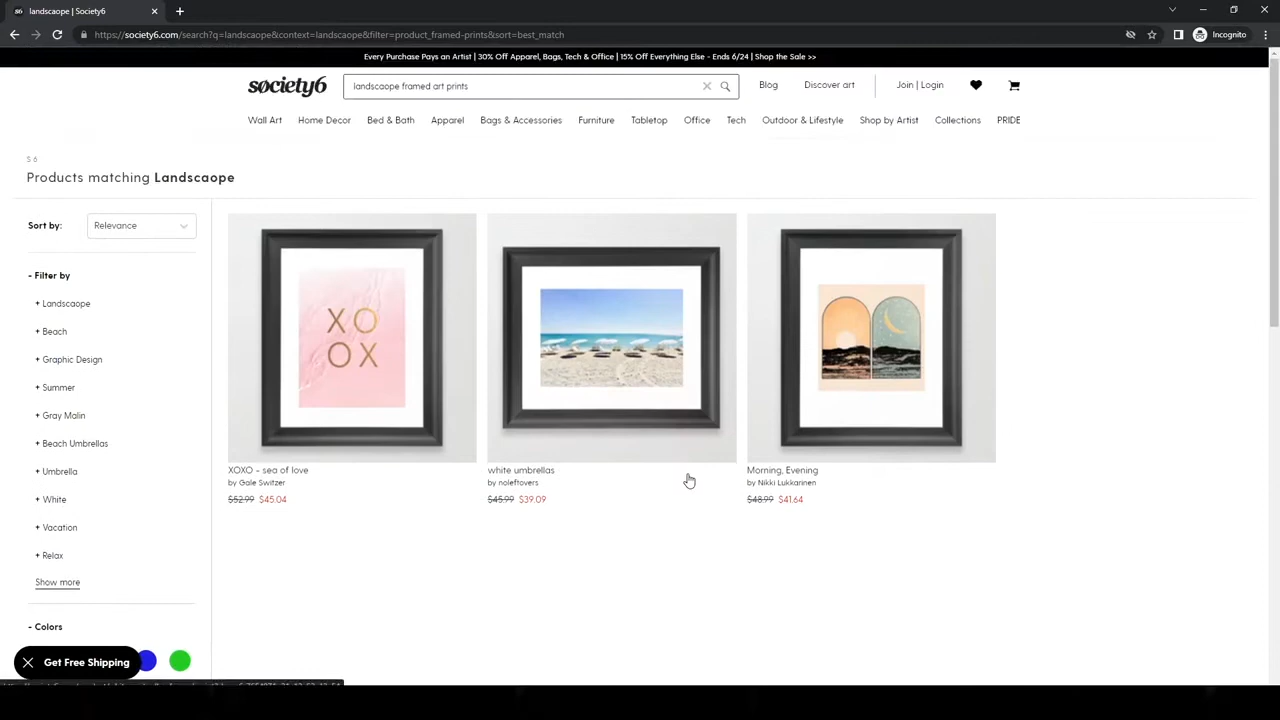 landscaope | Society6
https://society6.com/search?q=landscaope&context=landscaope&filter=product_framed-prints&sort=best_match
Incognito
Every Purchase Pays an Artist | 30% Off Apparel, Bags, Tech & Office | 15% Off Everything Else - Ends 6/24 | Shop the Sale >>
society6
landscaope framed art prints
Blog
Discover art
Join | Login
Wall Art
Home Decor
Bed & Bath
Apparel
Bags & Accessories
Furniture
Tabletop
Office
Tech
Outdoor & Lifestyle
Shop by Artist
Collections
PRIDE
S6
Products matching Landscaope
Sort by:
Relevance
- Filter by
+ Landscaope
+ Beach
+ Graphic Design
+ Summer
+ Gray Malin
+ Beach Umbrellas
+ Umbrella
+ White
+ Vacation
+ Relax
Show more
- Colors
Get Free Shipping
XO
OX
XOXO - sea of love
by Gale Switzer
$52.99 $45.04
white umbrellas
by noleftovers
$45.99 $39.09
Morning, Evening
by Nikki Lukkarinen
$48.99 $41.64